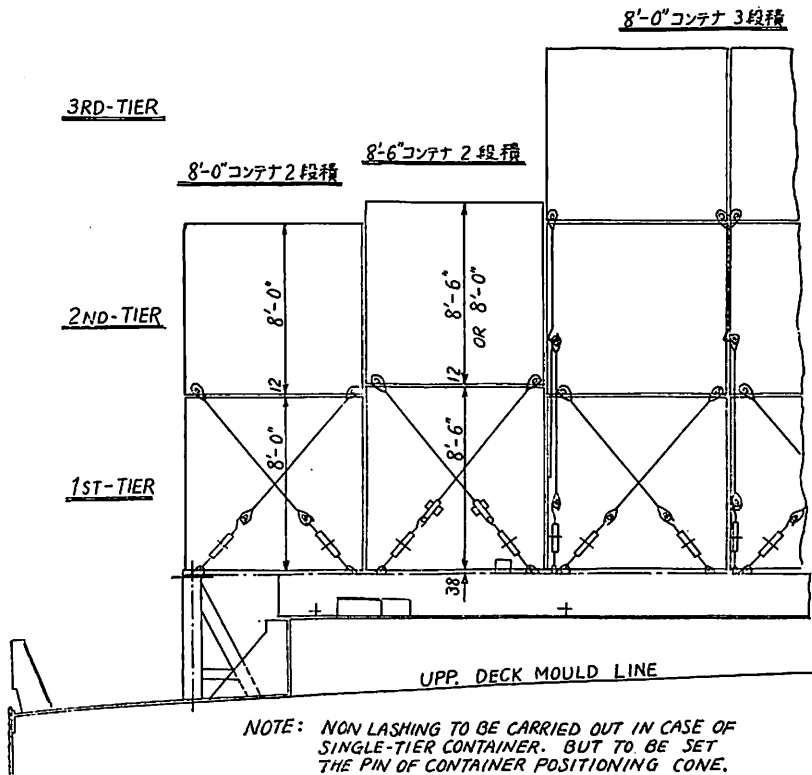 8'-0"コンテナ3段積
3RD-TIER
8'-6"コンテナ2段積
8'-0"コンテナ2段積
2ND-TIER
8'-0"
8'-6"
OR 8'-0"
12
12
1ST-TIER
8'-0"
8'-6"
38
UPP. DECK MOULD LINE
NOTE: NON LASHING TO BE CARRIED OUT IN CASE OF
SINGLE-TIER CONTAINER. BUT TO BE SET
THE PIN OF CONTAINER POSITIONING CONE.